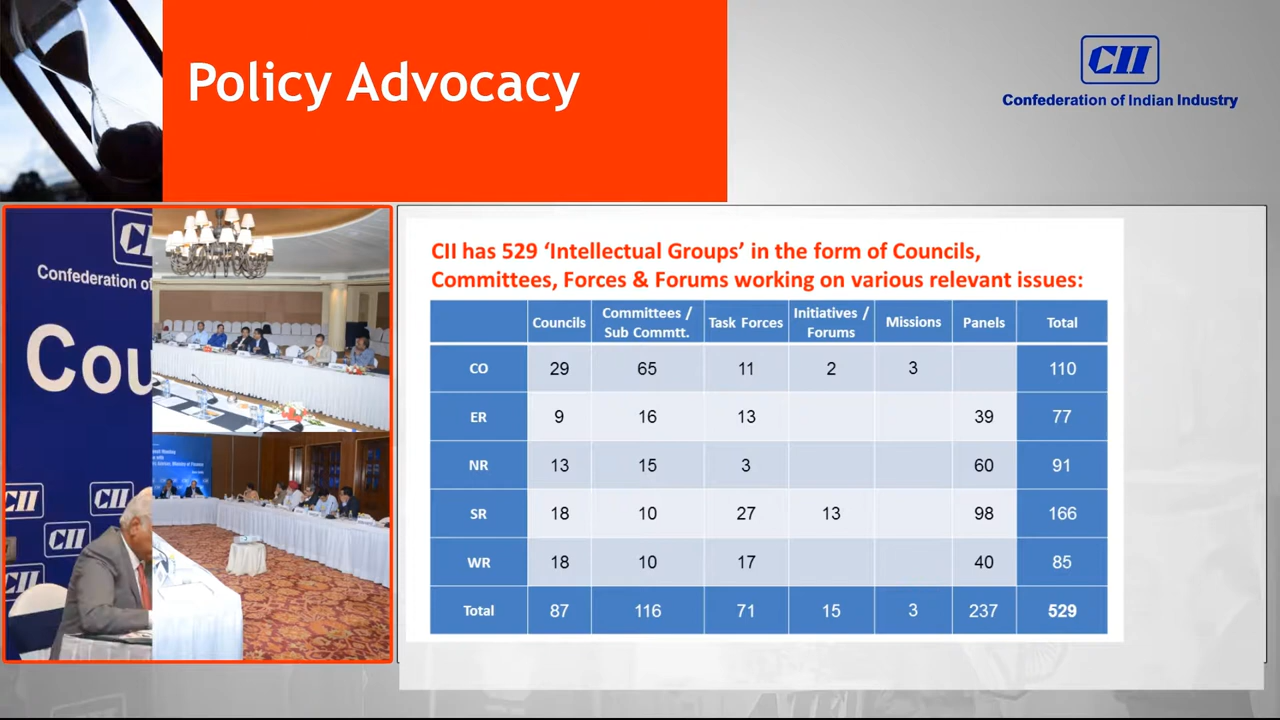 Policy Advocacy
CII
Confederation of Indian Industry
CII
Confederation of
Cou
CII
CII
CII
CII
CII has 529 ‘Intellectual Groups’ in the form of Councils,
Committees, Forces & Forums working on various relevant issues:
Councils Committees / Sub Commtt. Task Forces Initiatives / Forums Missions Panels Total
CO 29 65 11 2 3 110
ER 9 16 13 39 77
NR 13 15 3 60 91
SR 18 10 27 13 98 166
WR 18 10 17 40 85
Total 87 116 71 15 3 237 529